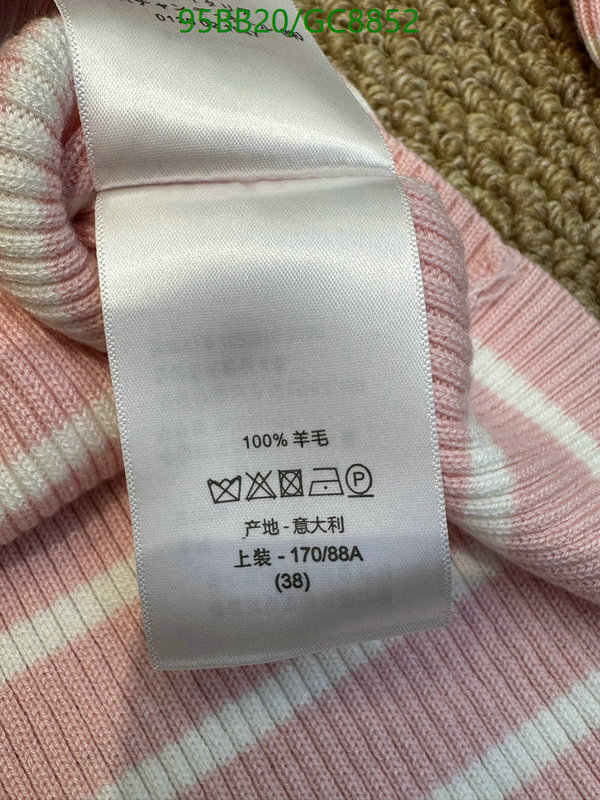 95BB20/GC8852
100% 羊毛
产地 - 意大利
上装 - 170/88A
(38)